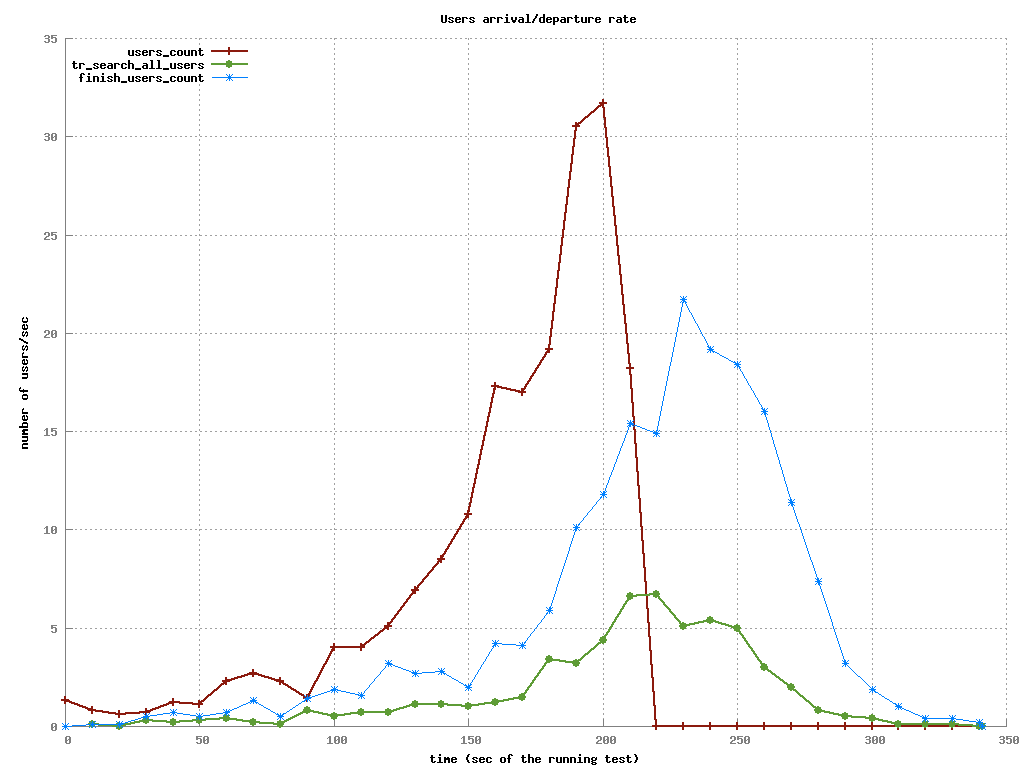 Users arrival/departure rate
users_count
tr_search_all_users
finish_users_count
35
30
25
20
15
10
5
0
number of users/sec
0 50 100 150 200 250 300 350
time (sec of the running test)